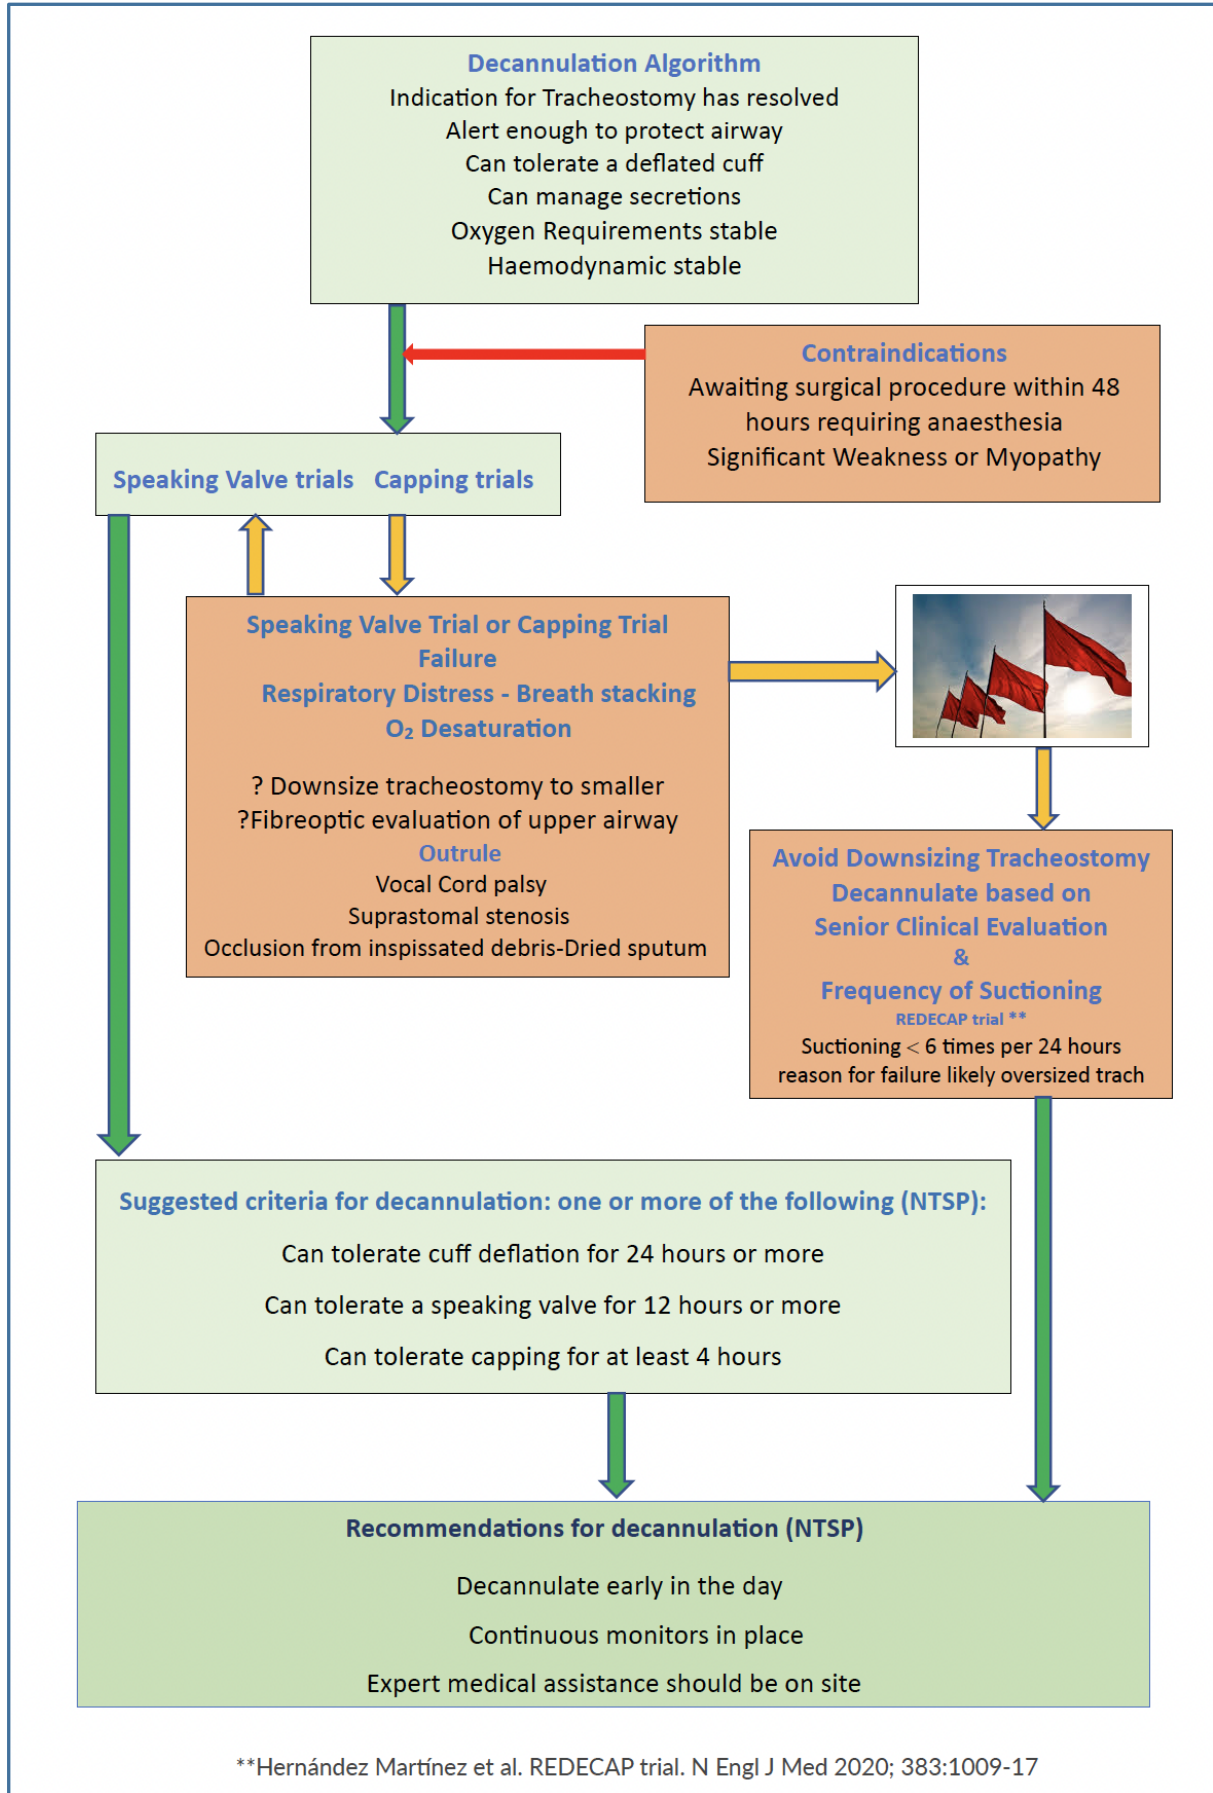 Decannulation Algorithm
Indication for Tracheostomy has resolved
Alert enough to protect airway
Can tolerate a deflated cuff
Can manage secretions
Oxygen Requirements stable
Haemodynamic stable
Contraindications
Awaiting surgical procedure within 48
hours requiring anaesthesia
Significant Weakness or Myopathy
Speaking Valve trials Capping trials
Speaking Valve Trial or Capping Trial
Failure
Respiratory Distress - Breath stacking
O₂ Desaturation
? Downsize tracheostomy to smaller
?Fibreoptic evaluation of upper airway
Outrule
Vocal Cord palsy
Suprastomal stenosis
Occlusion from inspissated debris-Dried sputum
Avoid Downsizing Tracheostomy
Decannulate based on
Senior Clinical Evaluation
&
Frequency of Suctioning
REDECAP trial **
Suctioning < 6 times per 24 hours
reason for failure likely oversized trach
Suggested criteria for decannulation: one or more of the following (NTSP):
Can tolerate cuff deflation for 24 hours or more
Can tolerate a speaking valve for 12 hours or more
Can tolerate capping for at least 4 hours
Recommendations for decannulation (NTSP)
Decannulate early in the day
Continuous monitors in place
Expert medical assistance should be on site
**Hernández Martínez et al. REDECAP trial. N Engl J Med 2020; 383:1009-17